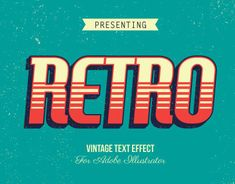 PRESENTING
RETRO
VINTAGE TEXT EFFECT
For Adobe Illustrator